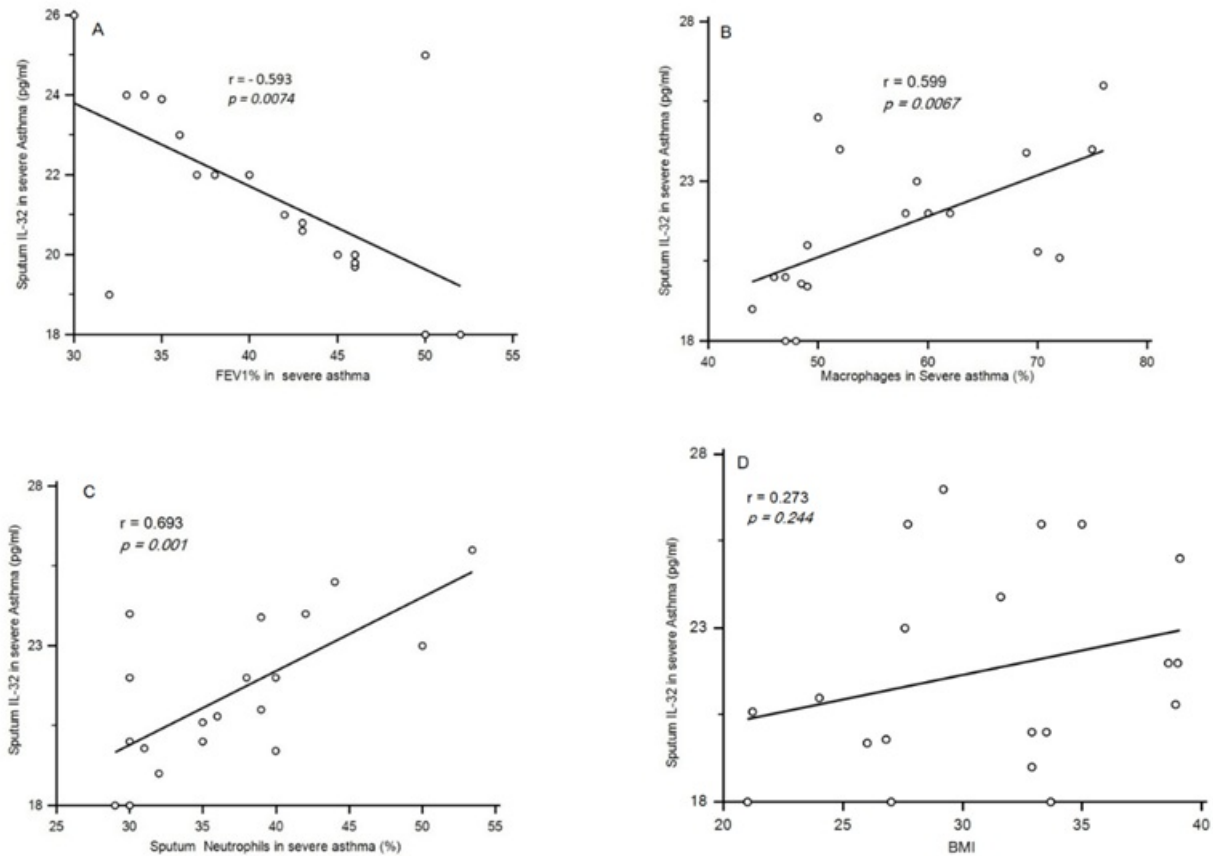 A
r = - 0.593
p = 0.0074
Sputum IL-32 in severe Asthma (pg/ml)
26
24
22
20
18
30 35 40 45 50 55
FEV1% in severe asthma
B
r = 0.599
p = 0.0067
Sputum IL-32 in severe Asthma (pg/ml)
28
23
18
40 50 60 70 80
Macrophages in Severe asthma (%)
C
r = 0.693
p = 0.001
Sputum IL-32 in severe Asthma (pg/ml)
28
23
18
25 30 35 40 45 50 55
Sputum Neutrophils in severe asthma (%)
D
r = 0.273
p = 0.244
Sputum IL-32 in severe Asthma (pg/ml)
28
23
18
20 25 30 35 40
BMI